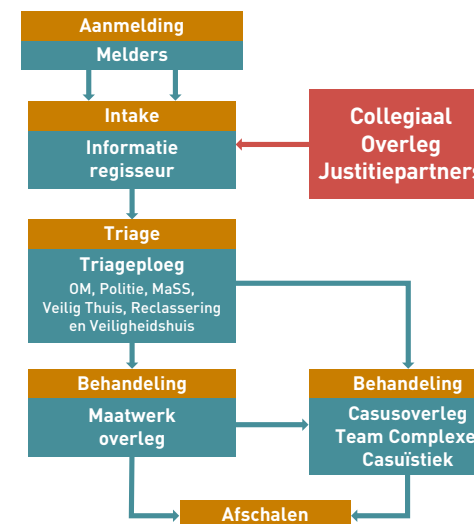 Aanmelding
Melders
Intake
Informatie
regisseur
Collegiaal
Overleg
Justitiepartners
Triage
Triageploeg
OM, Politie, MaSS,
Veilig Thuis, Reclassering
en Veiligheidshuis
Behandeling
Maatwerk
overleg
Behandeling
Casusoverleg
Team Complexe
Casuïstiek
Afschalen